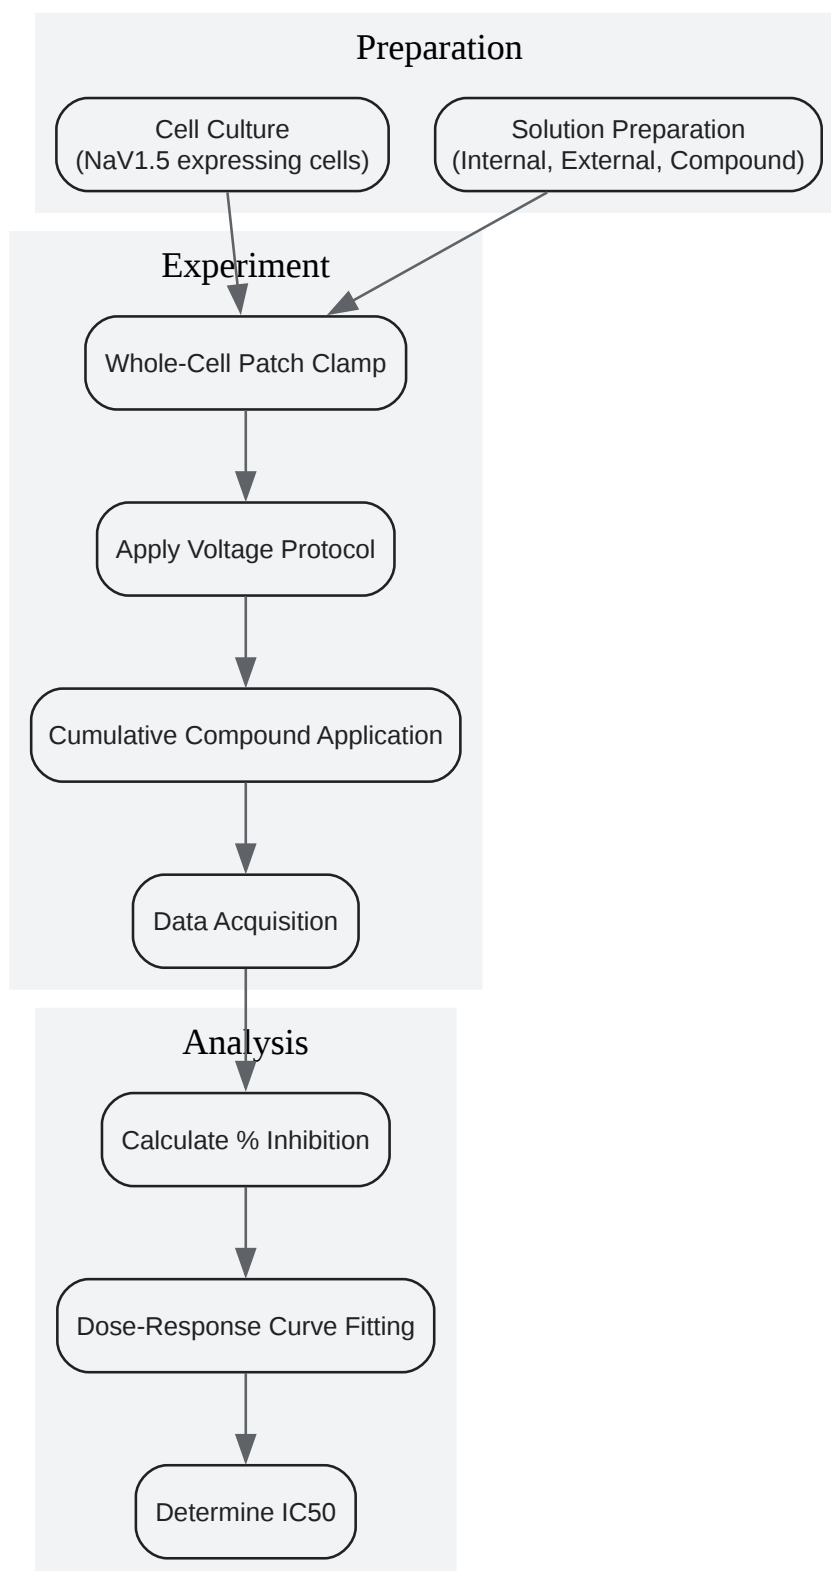 Preparation
Cell Culture
(NaV1.5 expressing cells)
Solution Preparation
(Internal, External, Compound)
Experiment
Whole-Cell Patch Clamp
Apply Voltage Protocol
Cumulative Compound Application
Data Acquisition
Analysis
Calculate % Inhibition
Dose-Response Curve Fitting
Determine IC50